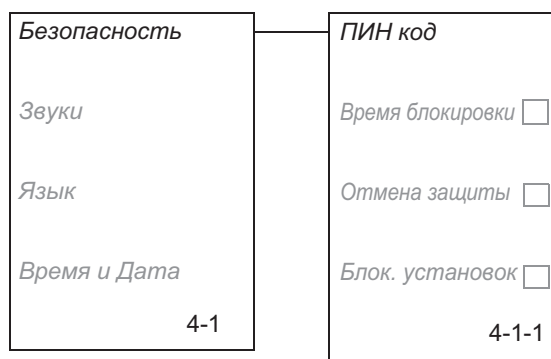 Безопасность
Звуки
Язык
Время и Дата
4-1
ПИН код
Время блокировки
Отмена защиты
Блок. установок
4-1-1